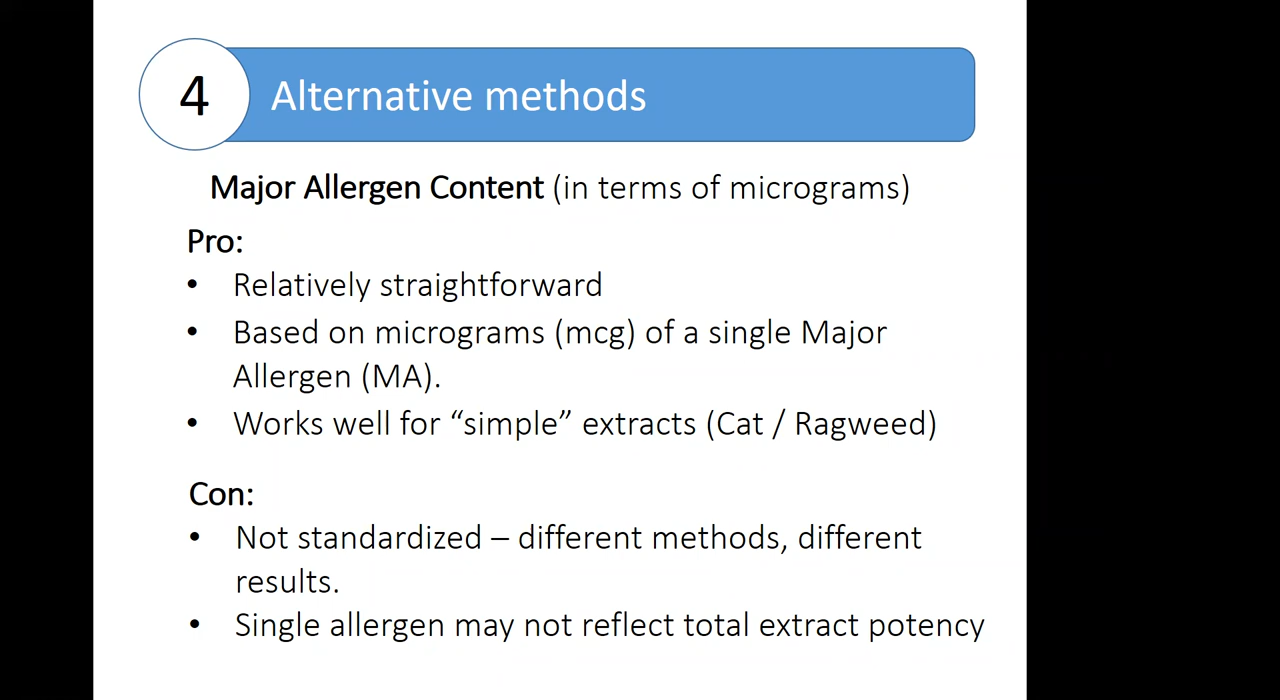 4
Alternative methods
Major Allergen Content (in terms of micrograms)
Pro:
• Relatively straightforward
• Based on micrograms (mcg) of a single Major
Allergen (MA).
• Works well for “simple” extracts (Cat / Ragweed)
Con:
• Not standardized – different methods, different
results.
• Single allergen may not reflect total extract potency